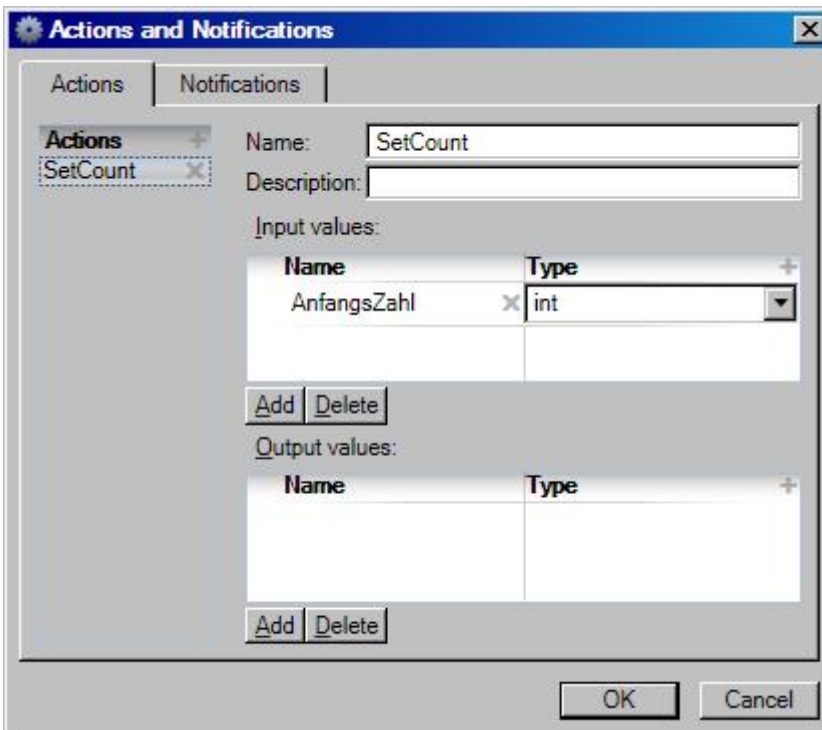 Actions and Notifications
Actions Notifications
Actions
SetCount
Name: SetCount
Description:
Input values:
Name Type
AnfangsZahl int
Add Delete
Output values:
Name Type
Add Delete
OK Cancel